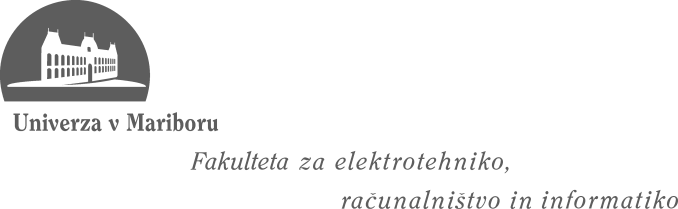 Univerza v Mariboru
Fakulteta za elektrotehniko,
računalništvo in informatiko